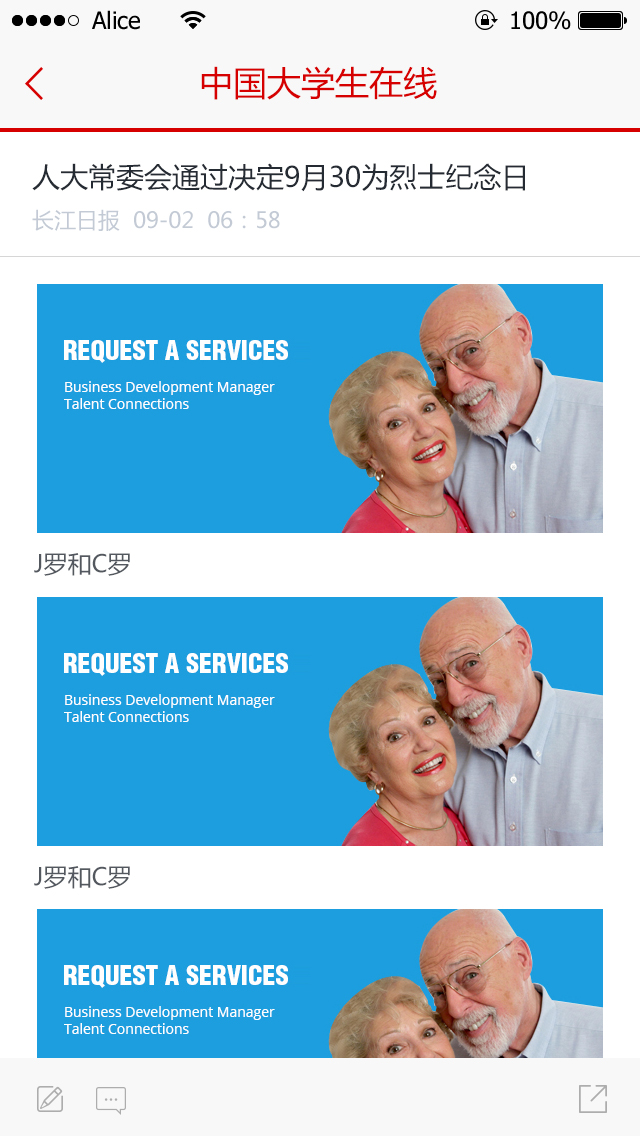 Alice 100%
中国大学生在线
人大常委会通过决定9月30为烈士纪念日
长江日报 09-02 06：58
REQUEST A SERVICES
Business Development Manager
Talent Connections
J罗和C罗
REQUEST A SERVICES
Business Development Manager
Talent Connections
J罗和C罗
REQUEST A SERVICES
Business Development Manager
Talent Connections